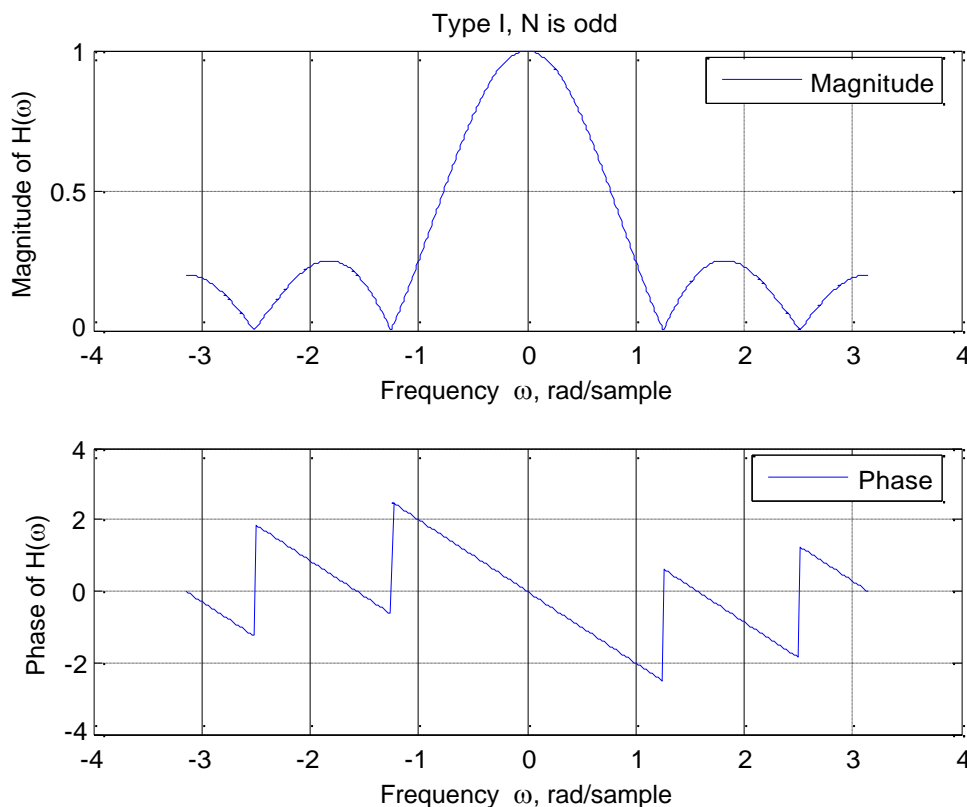 Type I, N is odd
1
0.5
0
Magnitude of H(ω)
Magnitude
-4 -3 -2 -1 0 1 2 3 4
Frequency ω, rad/sample
4
2
0
-2
-4
Phase of H(ω)
Phase
-4 -3 -2 -1 0 1 2 3 4
Frequency ω, rad/sample